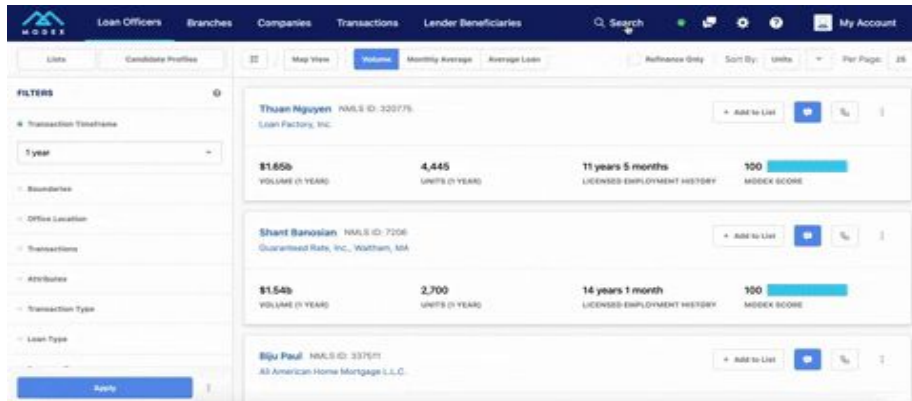 MODEX
Loan Officers Branches Companies Transactions Lender Beneficiaries Search My Account
Lists Candidate Profiles Map View Volume Monthly Average Average Loan Refinance Only Sort By: Units Per Page: 25
FILTERS
Thuan Nguyen NMLS ID: 320775
+ Add to List
Loan Factory, Inc.
Transaction Timeframe
1 year
$1.65b 4,445 11 years 5 months 100
VOLUME (1 YEAR) UNITS (1 YEAR) LICENSED EMPLOYMENT HISTORY MODEX SCORE
Boundaries
Office Location
Shant Banosian NMLS ID: 7206
+ Add to List
Guaranteed Rate, Inc., Waltham, MA
Transactions
Attributes
$1.54b 2,700 14 years 1 month 100
VOLUME (1 YEAR) UNITS (1 YEAR) LICENSED EMPLOYMENT HISTORY MODEX SCORE
Transaction Type
Loan Type
Biju Paul NMLS ID: 337511
+ Add to List
All American Home Mortgage L.L.C.
Apply